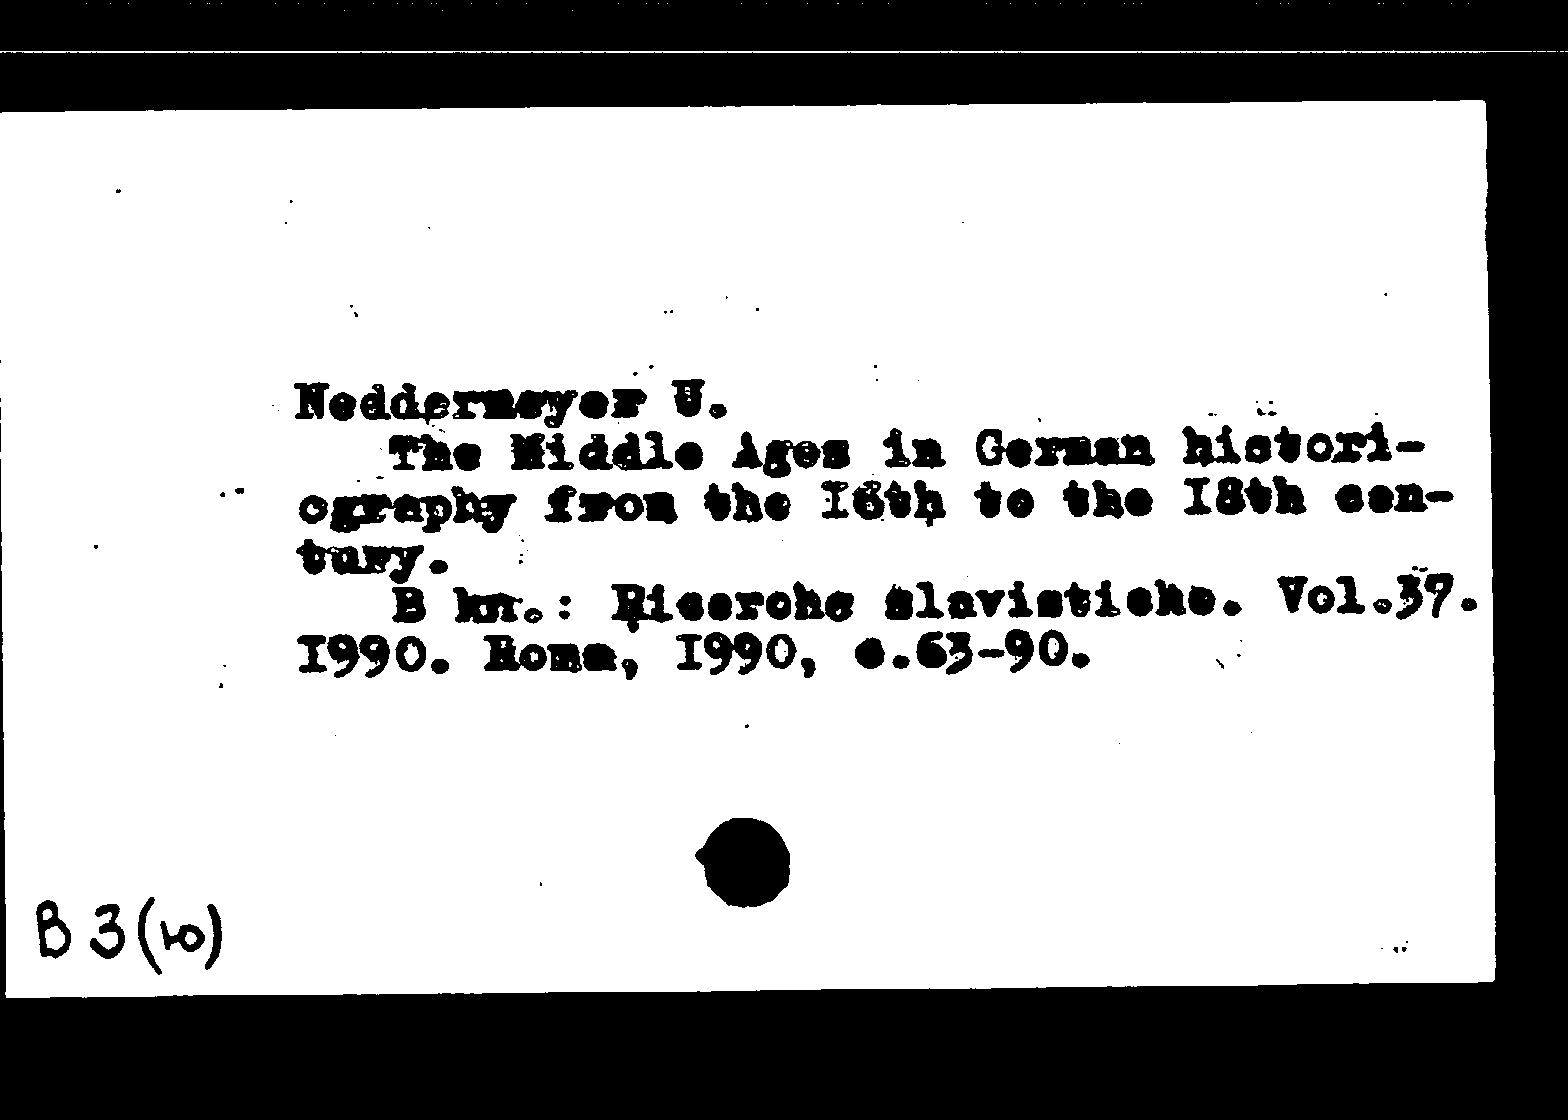 Neddermeyer U.
The Middle Ages in German histori-
ography from the 16th to the 18th cen-
tury.
В кн.: Ricerche slavistiche. Vol.37.
1990. Roma, 1990, с.63-90.
В 3(ю)